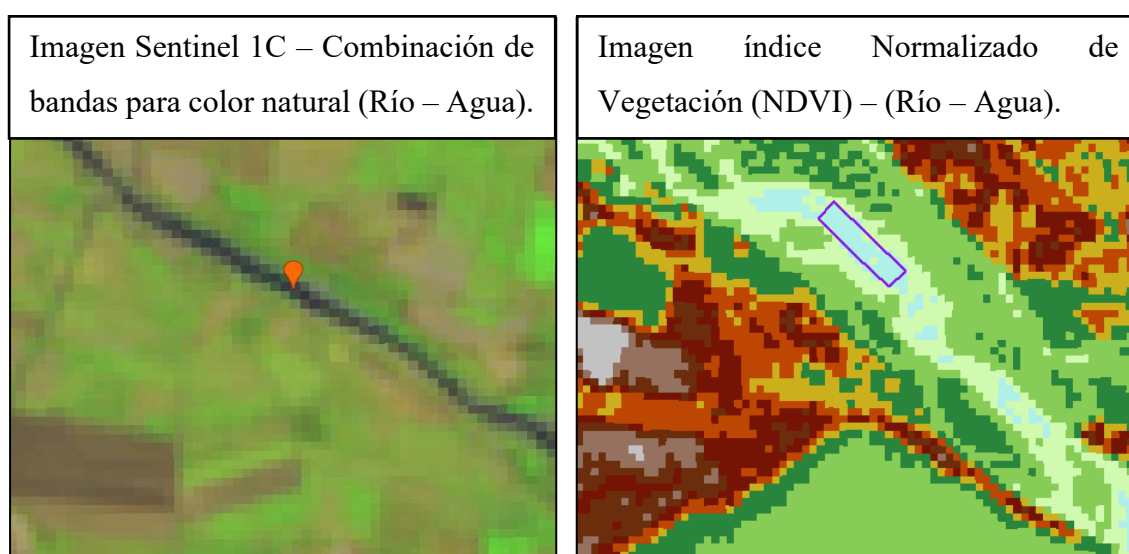 Imagen Sentinel 1C – Combinación de
bandas para color natural (Río – Agua).
Imagen índice Normalizado de
Vegetación (NDVI) – (Río – Agua).